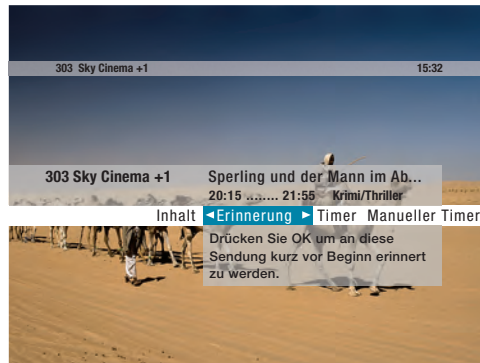 303 Sky Cinema +1 15:32
303 Sky Cinema +1 Sperling und der Mann im Ab...
20:15 ........ 21:55 Krimi/Thriller
Inhalt ◄Erinnerung ► Timer Manueller Timer
Drücken Sie OK um an diese
Sendung kurz vor Beginn erinnert
zu werden.